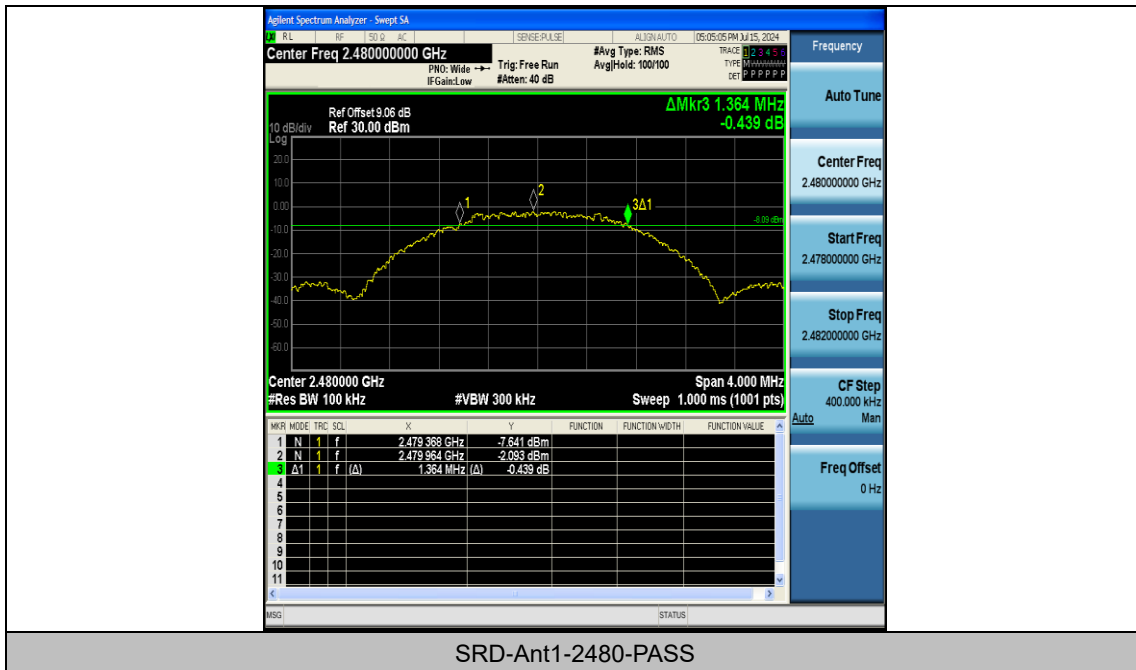 Agilent Spectrum Analyzer - Swept SA
RL RF 50 Ω AC SENSE:PULSE ALIGN AUTO 05:05:05 PM Jul 15, 2024
Center Freq 2.480000000 GHz
PNO: Wide
IFGain:Low
Trig: Free Run
#Atten: 40 dB
#Avg Type: RMS
Avg|Hold: 100/100
TRACE 1 2 3 4 5 6
TYPE M
DET P P P P P P
ΔMkr3 1.364 MHz
-0.439 dB
Ref Offset 9.06 dB
10 dB/div Ref 30.00 dBm
Log
20.0
10.0
0.00
-10.0
-20.0
-30.0
-40.0
-50.0
-60.0
1
2
3Δ1
-8.09 dBm
Center 2.480000 GHz Span 4.000 MHz
#Res BW 100 kHz #VBW 300 kHz Sweep 1.000 ms (1001 pts)
MKR MODE TRC SCL X Y FUNCTION FUNCTION WIDTH FUNCTION VALUE
1 N 1 f 2.479 368 GHz -7.641 dBm
2 N 1 f 2.479 964 GHz -2.093 dBm
3 Δ1 1 f (Δ) 1.364 MHz (Δ) -0.439 dB
4
5
6
7
8
9
10
11
MSG STATUS
Frequency
Auto Tune
Center Freq
2.480000000 GHz
Start Freq
2.478000000 GHz
Stop Freq
2.482000000 GHz
CF Step
400.000 kHz
Auto Man
Freq Offset
0 Hz
SRD-Ant1-2480-PASS